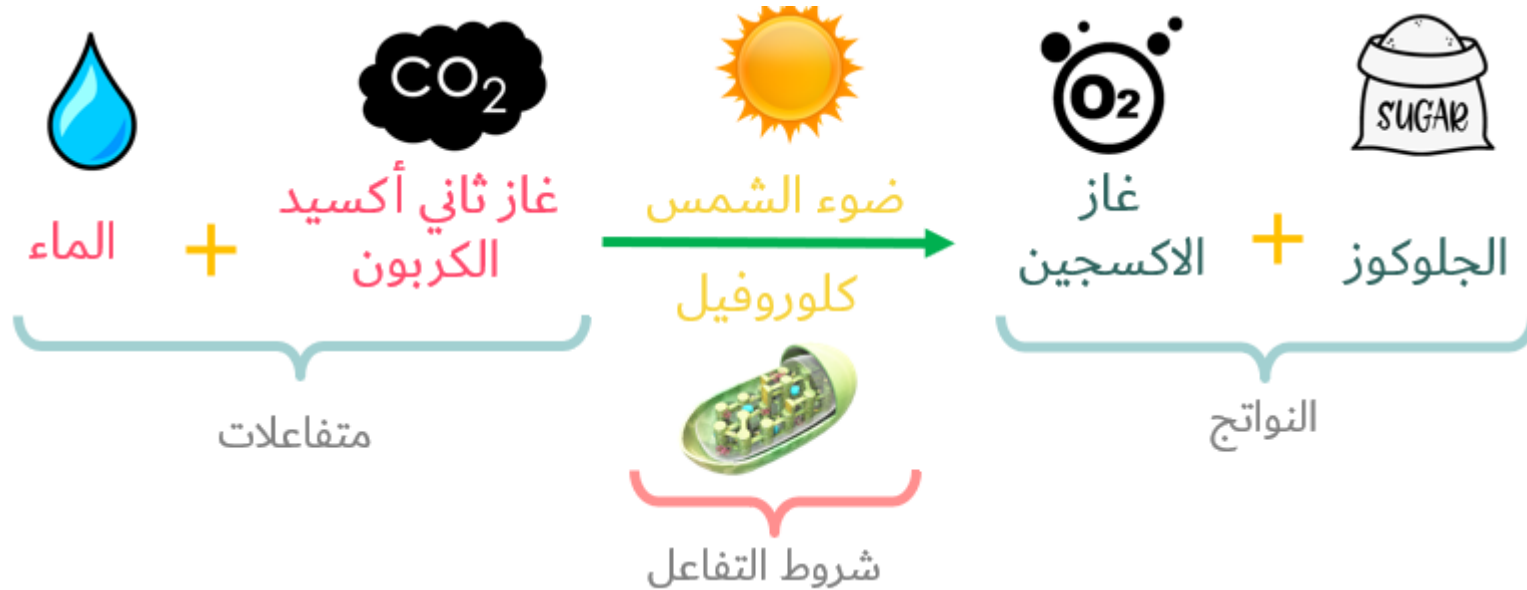 CO2
O2
SUGAR
الماء
+
غاز ثاني أكسيد
الكربون
ضوء الشمس
كلوروفيل
غاز
الاكسجين
+
الجلوكوز
متفاعلات
النواتج
شروط التفاعل